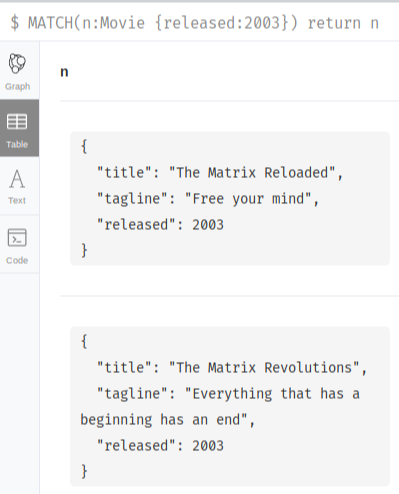 $ MATCH(n:Movie {released:2003}) return n
n
Graph
Table
Text
Code
{
"title": "The Matrix Reloaded",
"tagline": "Free your mind",
"released": 2003
}
{
"title": "The Matrix Revolutions",
"tagline": "Everything that has a
beginning has an end",
"released": 2003
}